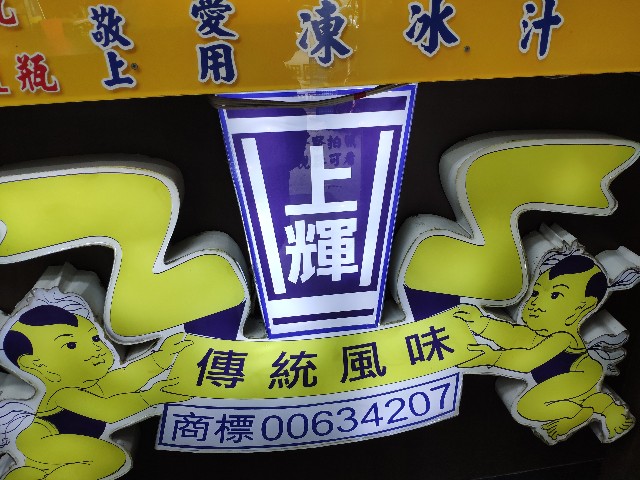 敬上
愛用
凍 冰 汁
瓶
上輝
傳統風味
商標00634207